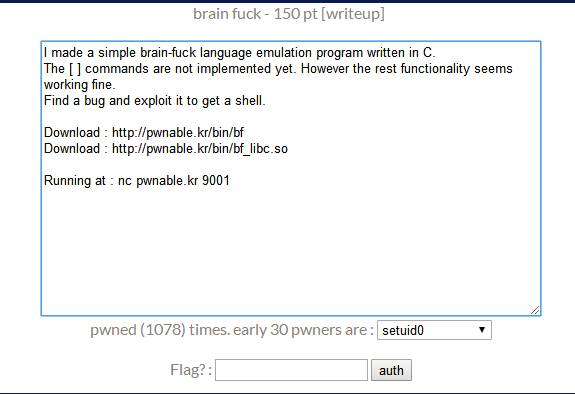 brain fuck - 150 pt [writeup]
I made a simple brain-fuck language emulation program written in C.
The [ ] commands are not implemented yet. However the rest functionality seems
working fine.
Find a bug and exploit it to get a shell.
Download : http://pwnable.kr/bin/bf
Download : http://pwnable.kr/bin/bf_libc.so
Running at : nc pwnable.kr 9001
pwned (1078) times. early 30 pwners are : setuid0
Flag? : auth